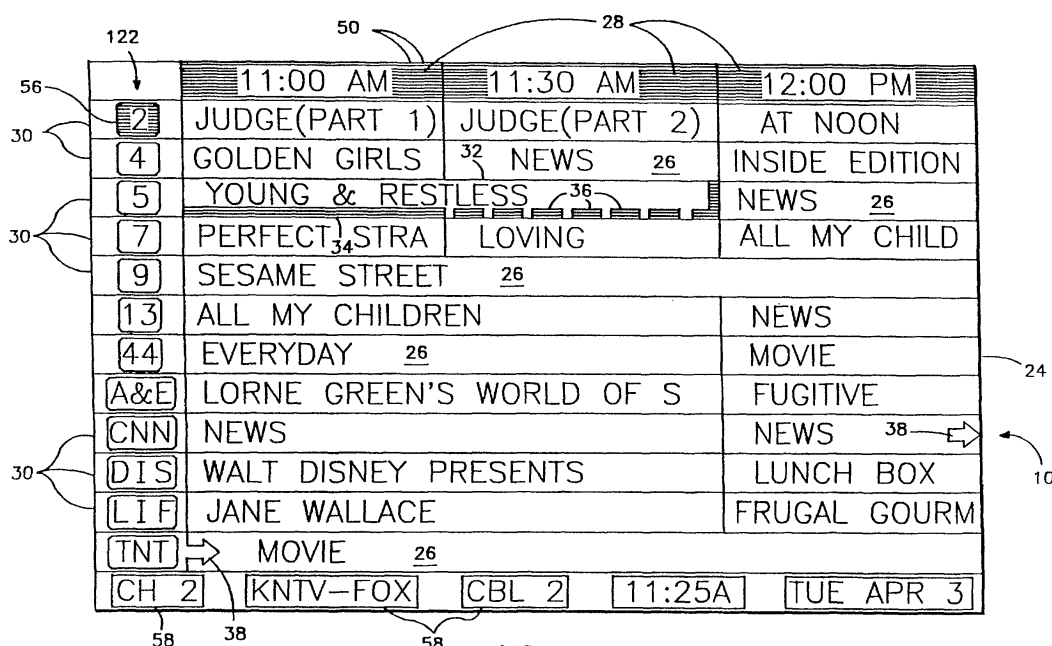 50 28
122
11:00 AM 11:30 AM 12:00 PM
56
2 JUDGE(PART 1) JUDGE(PART 2) AT NOON
30
4 GOLDEN GIRLS 32 NEWS 26 INSIDE EDITION
5 YOUNG & RESTLESS 36 NEWS 26
30
7 PERFECT STRA 34 LOVING ALL MY CHILD
9 SESAME STREET 26
13 ALL MY CHILDREN NEWS
44 EVERYDAY 26 MOVIE 24
A&E LORNE GREEN'S WORLD OF S FUGITIVE
CNN NEWS NEWS 38
30 DIS WALT DISNEY PRESENTS LUNCH BOX 10
LIF JANE WALLACE FRUGAL GOURM
TNT MOVIE 26
CH 2 KNTV-FOX CBL 2 11:25A TUE APR 3
58 38 58